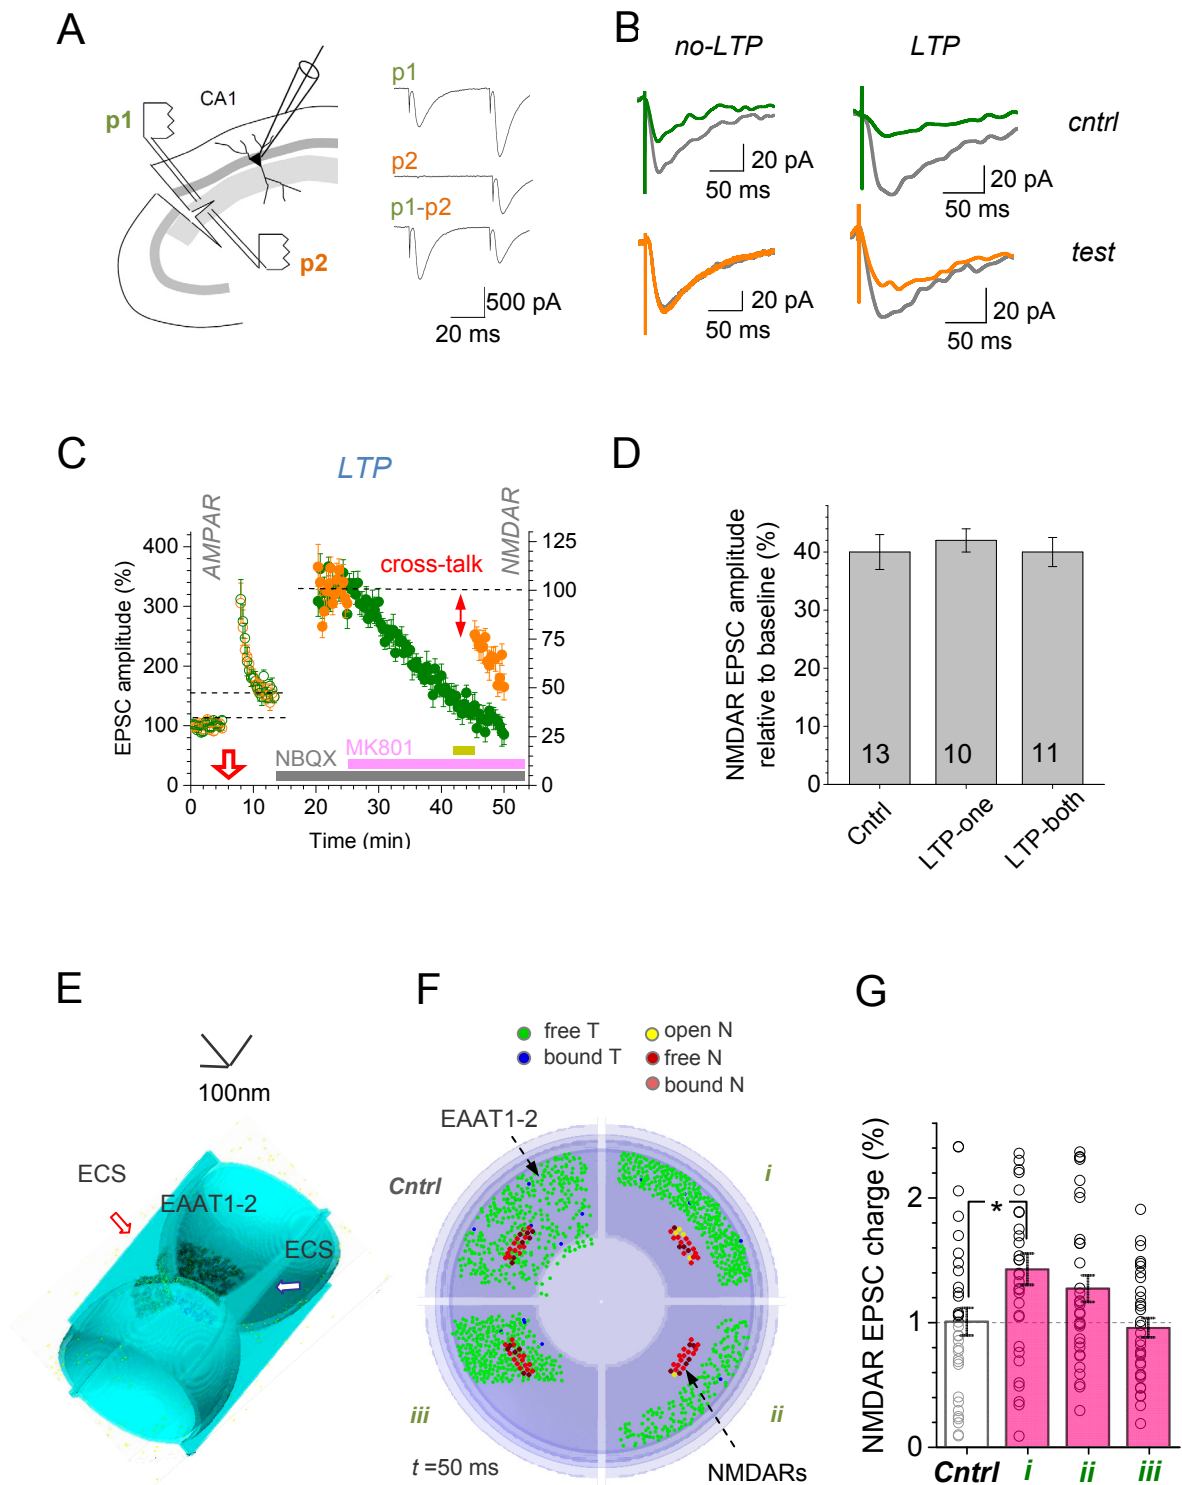 A
CA1
p1
p2
p1
p2
p1-p2
500 pA
20 ms
B
no-LTP
LTP
cntrl
20 pA
50 ms
20 pA
50 ms
test
20 pA
50 ms
20 pA
50 ms
C
LTP
AMPAR
NMDAR
cross-talk
EPSC amplitude (%)
400
300
200
100
0
125
100
75
50
25
0
MK801
NBQX
0
10
20
30
40
50
Time (min)
D
NMDAR EPSC amplitude
relative to baseline (%)
40
30
20
10
0
13
10
11
Cntrl
LTP-one
LTP-both
E
100nm
ECS
EAAT1-2
ECS
F
free T
bound T
open N
free N
bound N
EAAT1-2
Cntrl
i
iii
ii
t =50 ms
NMDARs
G
NMDAR EPSC charge (%)
2
1
0
*
Cntrl
i
ii
iii